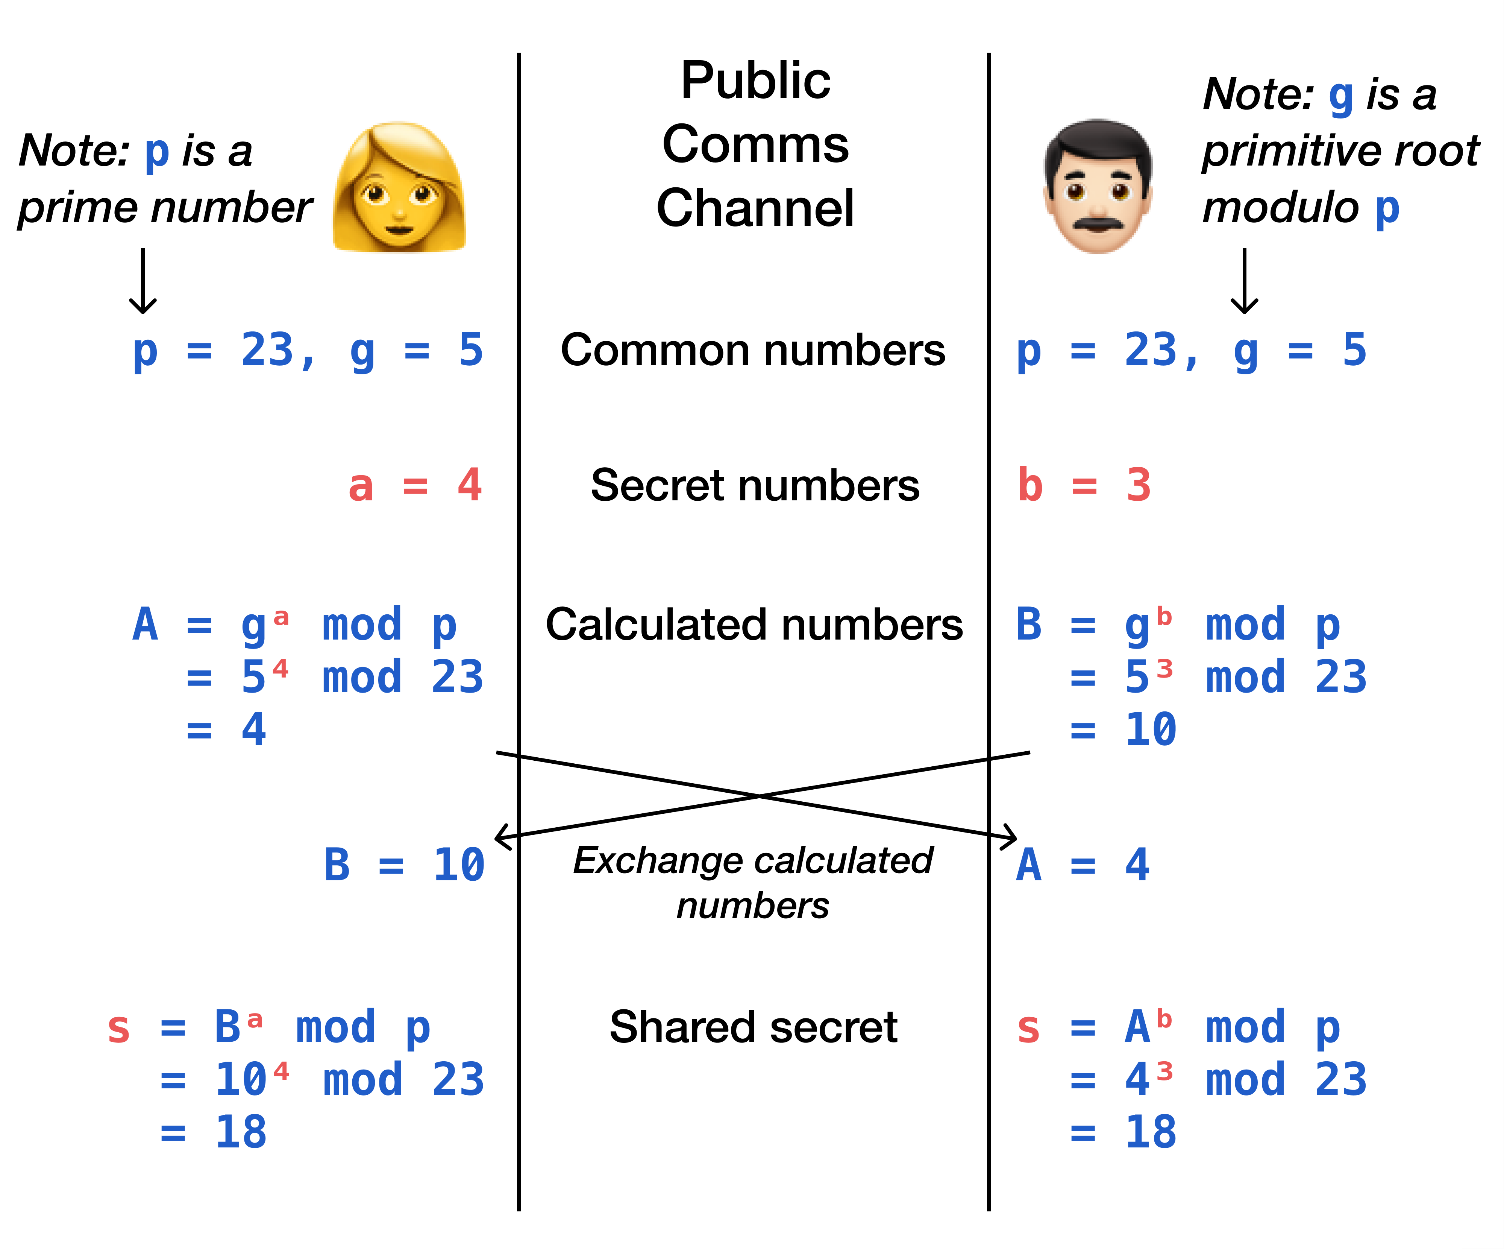 Public
Comms
Channel
Note: p is a
prime number
Note: g is a
primitive root
modulo p
p = 23, g = 5
Common numbers
p = 23, g = 5
a = 4
Secret numbers
b = 3
A = gᵃ mod p
= 5⁴ mod 23
= 4
Calculated numbers
B = gᵇ mod p
= 5³ mod 23
= 10
B = 10
Exchange calculated
numbers
A = 4
s = Bᵃ mod p
= 10⁴ mod 23
= 18
Shared secret
s = Aᵇ mod p
= 4³ mod 23
= 18